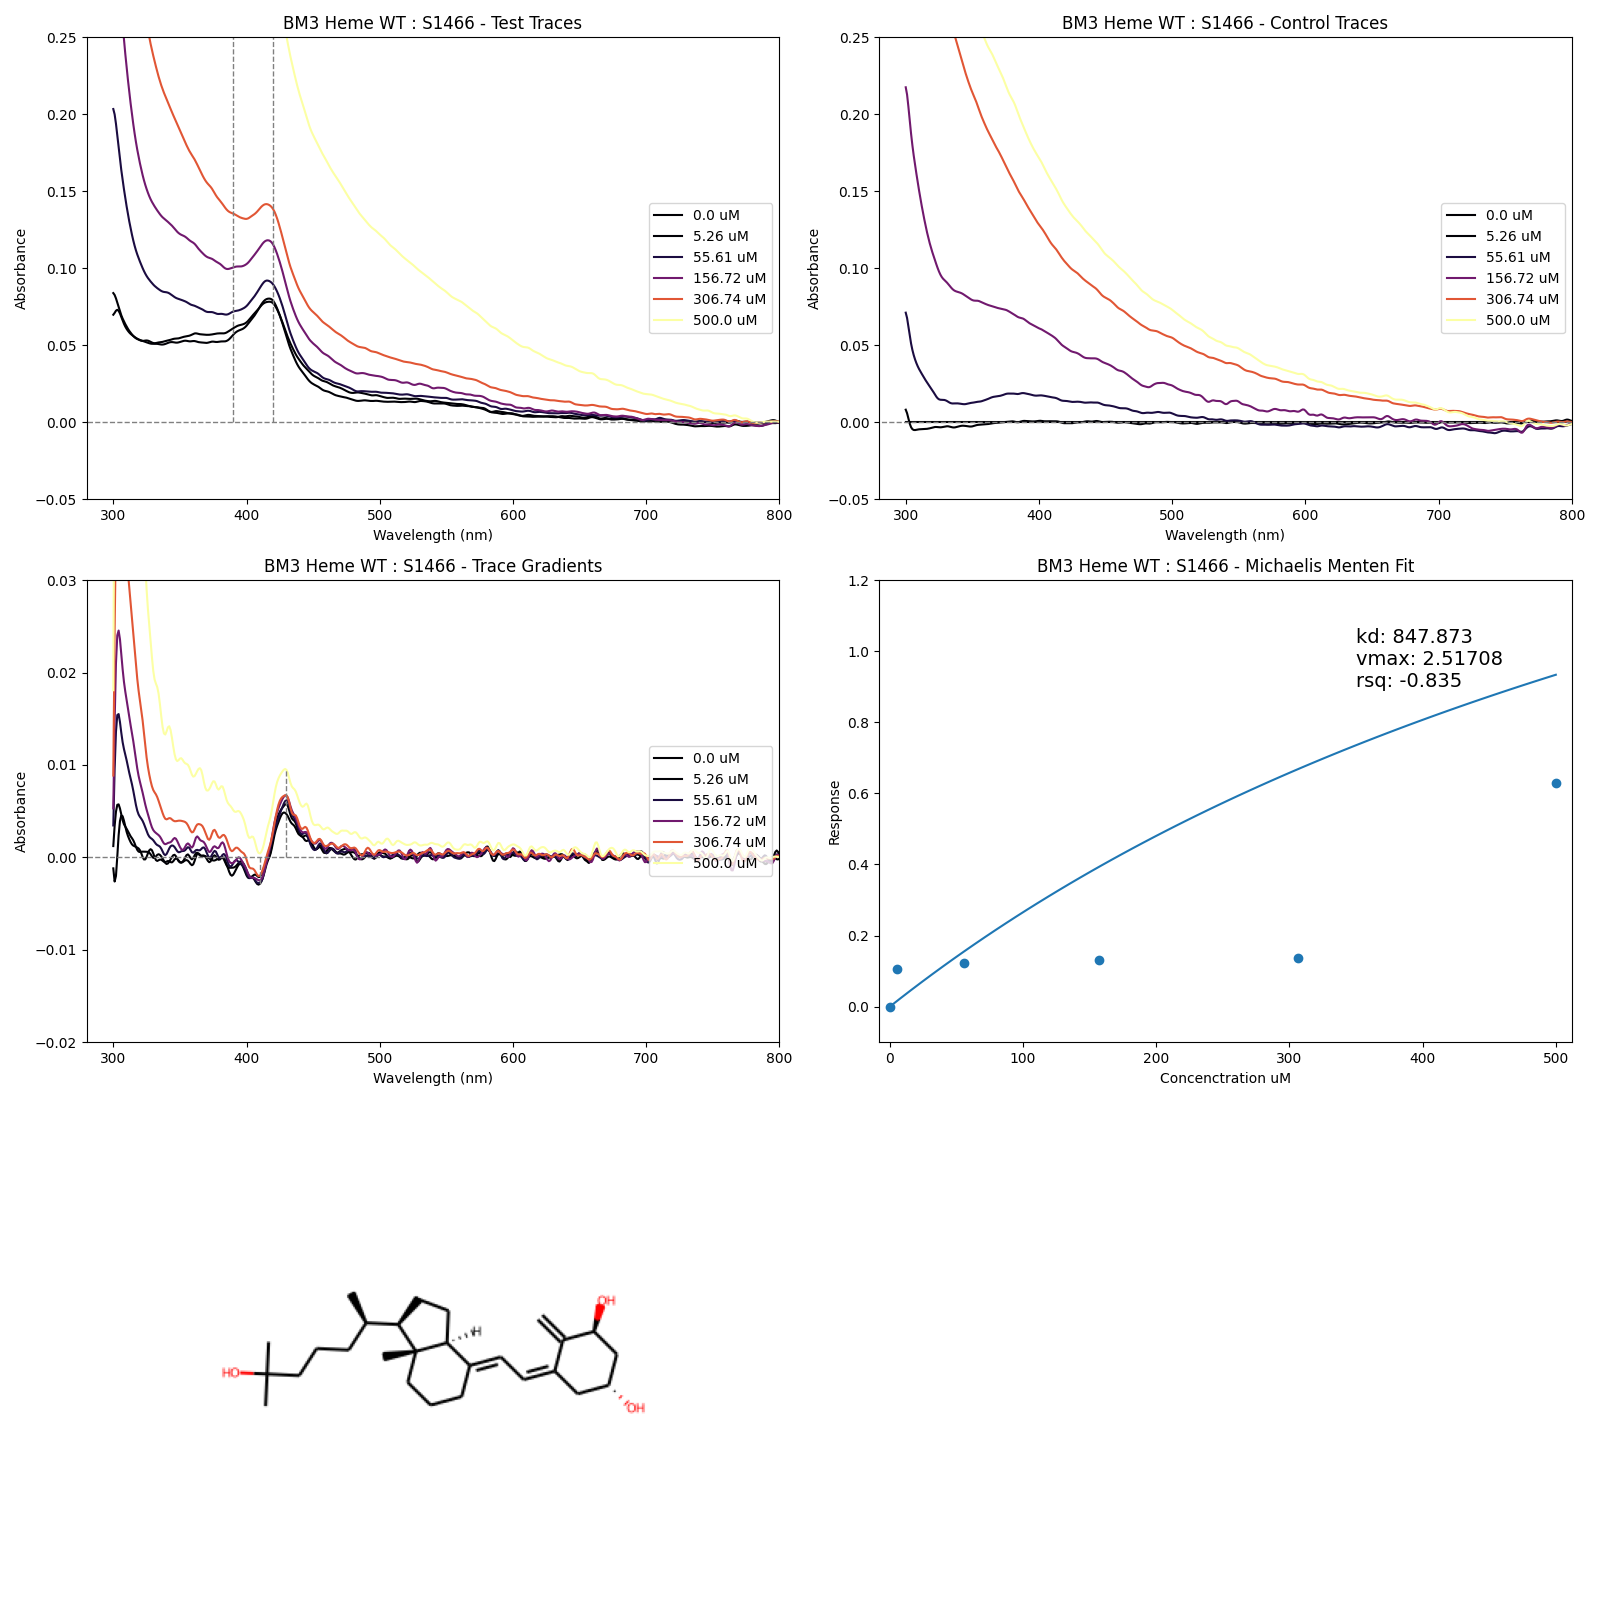 BM3 Heme WT : S1466 - Test Traces
0.25
0.20
0.15
0.10
0.05
0.00
−0.05
Absorbance
300
400
500
600
700
800
Wavelength (nm)
0.0 uM
5.26 uM
55.61 uM
156.72 uM
306.74 uM
500.0 uM
BM3 Heme WT : S1466 - Control Traces
0.25
0.20
0.15
0.10
0.05
0.00
−0.05
Absorbance
300
400
500
600
700
800
Wavelength (nm)
0.0 uM
5.26 uM
55.61 uM
156.72 uM
306.74 uM
500.0 uM
BM3 Heme WT : S1466 - Trace Gradients
0.03
0.02
0.01
0.00
−0.01
−0.02
Absorbance
300
400
500
600
700
800
Wavelength (nm)
0.0 uM
5.26 uM
55.61 uM
156.72 uM
306.74 uM
500.0 uM
BM3 Heme WT : S1466 - Michaelis Menten Fit
1.2
1.0
0.8
0.6
0.4
0.2
0.0
Response
kd: 847.873
vmax: 2.51708
rsq: -0.835
0
100
200
300
400
500
Concenctration uM
OH
H
HO
OH